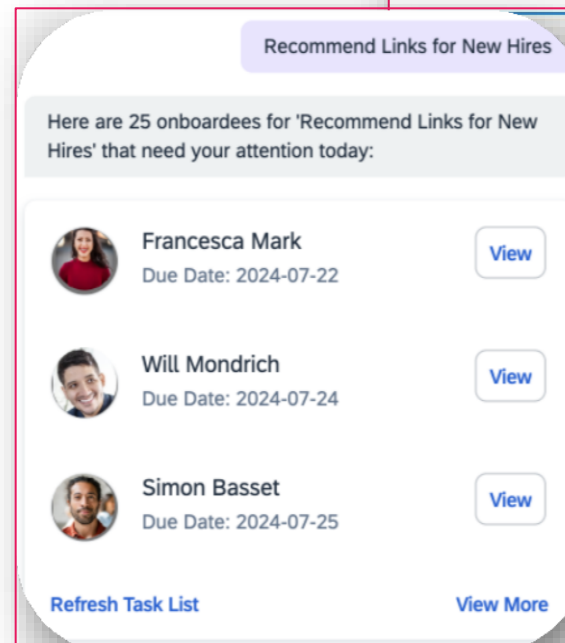 Recommend Links for New Hires
Here are 25 onboardees for 'Recommend Links for New
Hires' that need your attention today:
Francesca Mark
Due Date: 2024-07-22
View
Will Mondrich
Due Date: 2024-07-24
View
Simon Basset
Due Date: 2024-07-25
View
Refresh Task List
View More